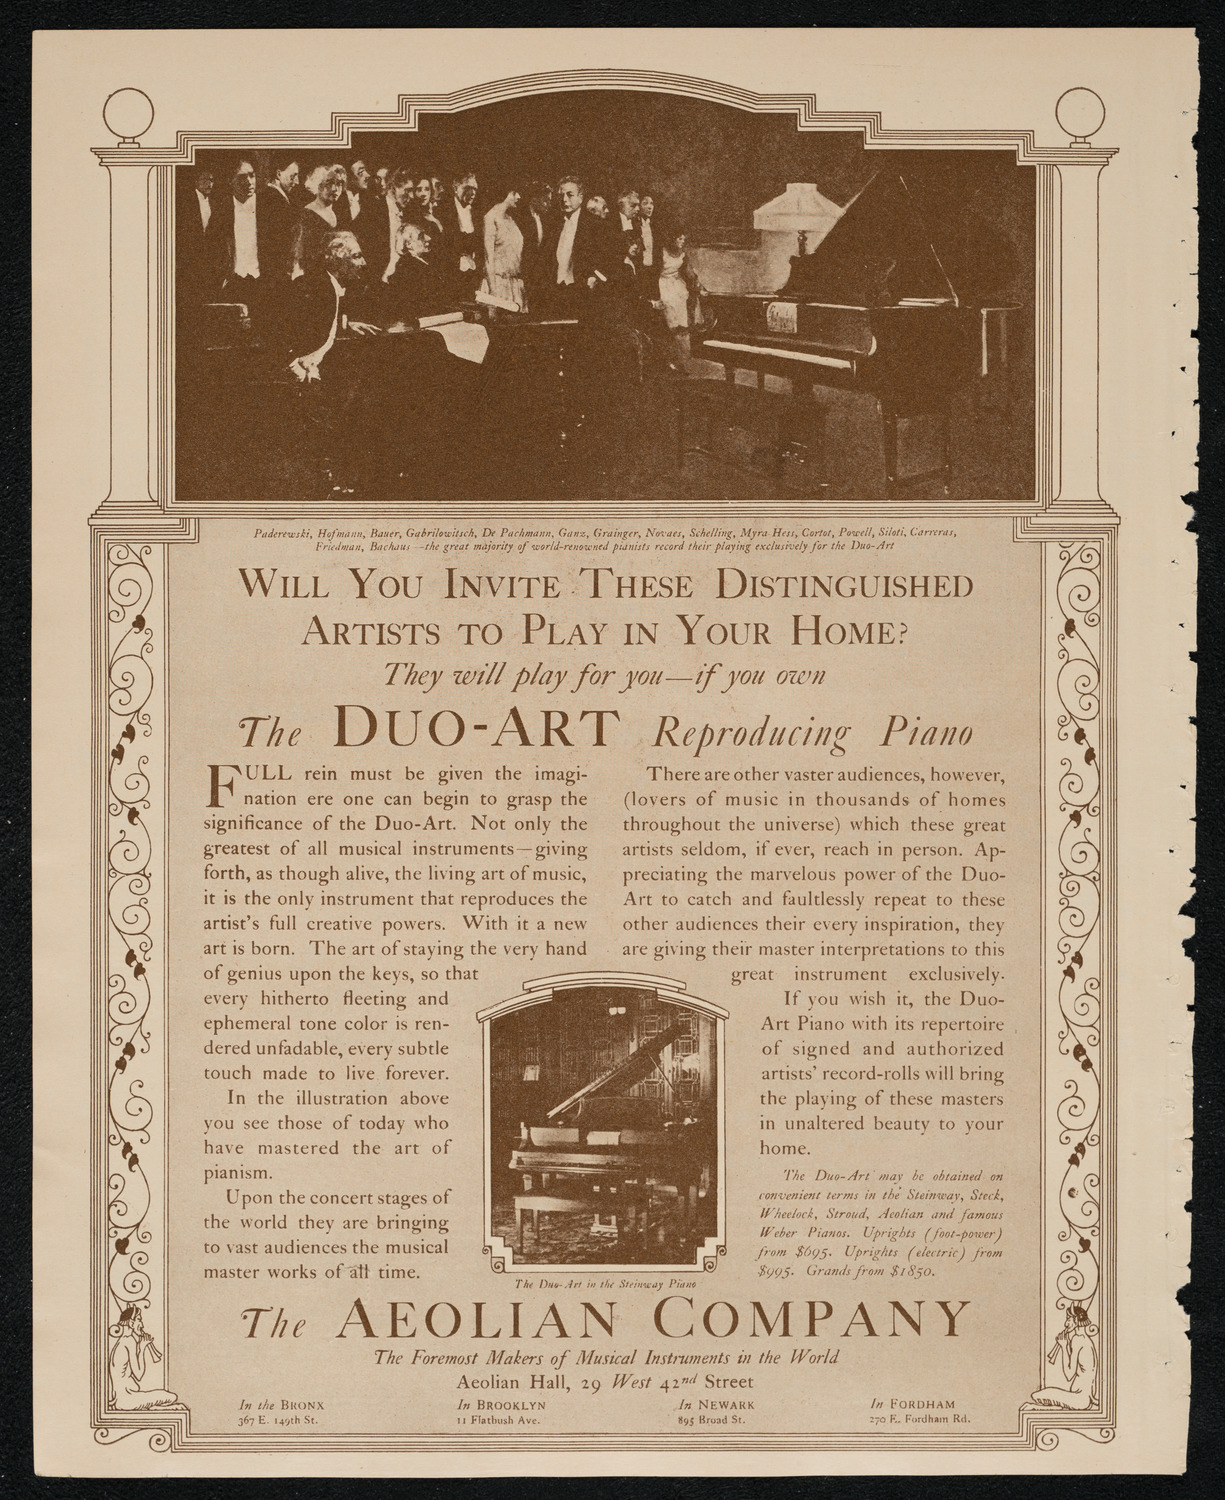 Paderewski, Hofmann, Bauer, Gabrilowitsch, De Pachmann, Ganz, Grainger, Novaes, Schelling, Myra Hess, Cortot, Powell, Siloti, Carreras,
Friedman, Bachaus—the great majority of world-renowned pianists record their playing exclusively for the Duo-Art
WILL YOU INVITE THESE DISTINGUISHED
ARTISTS TO PLAY IN YOUR HOME?
They will play for you—if you own
The DUO-ART Reproducing Piano
FULL rein must be given the imagi-
nation ere one can begin to grasp the
significance of the Duo-Art. Not only the
greatest of all musical instruments—giving
forth, as though alive, the living art of music,
it is the only instrument that reproduces the
artist's full creative powers. With it a new
art is born. The art of staying the very hand
of genius upon the keys, so that
every hitherto fleeting and
ephemeral tone color is ren-
dered unfadable, every subtle
touch made to live forever.
In the illustration above
you see those of today who
have mastered the art of
pianism.
Upon the concert stages of
the world they are bringing
to vast audiences the musical
master works of all time.
There are other vaster audiences, however,
(lovers of music in thousands of homes
throughout the universe) which these great
artists seldom, if ever, reach in person. Ap-
preciating the marvelous power of the Duo-
Art to catch and faultlessly repeat to these
other audiences their every inspiration, they
are giving their master interpretations to this
great instrument exclusively.
If you wish it, the Duo-
Art Piano with its repertoire
of signed and authorized
artists' record-rolls will bring
the playing of these masters
in unaltered beauty to your
home.
The Duo-Art may be obtained on
convenient terms in the Steinway, Steck,
Wheelock, Stroud, Aeolian and famous
Weber Pianos. Uprights (foot-power)
from $695. Uprights (electric) from
$995. Grands from $1850.
The Duo-Art in the Steinway Piano
The AEOLIAN COMPANY
The Foremost Makers of Musical Instruments in the World
Aeolian Hall, 29 West 42nd Street
In the BRONX
367 E. 149th St.
In BROOKLYN
11 Flatbush Ave.
In NEWARK
895 Broad St.
In FORDHAM
270 E. Fordham Rd.